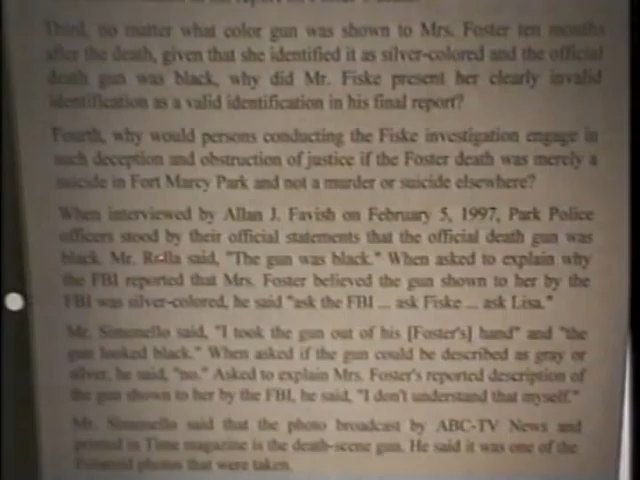 Third, no matter what color gun was shown to Mrs. Foster ten months
after the death, given that she identified it as silver-colored and the official
death gun was black, why did Mr. Fiske present her clearly invalid
identification as a valid identification in his final report?
Fourth, why would persons conducting the Fiske investigation engage in
such deception and obstruction of justice if the Foster death was merely a
suicide in Fort Marcy Park and not a murder or suicide elsewhere?
When interviewed by Allan J. Favish on February 5, 1997, Park Police
officers stood by their official statements that the official death gun was
black. Mr. Rolla said, "The gun was black." When asked to explain why
the FBI reported that Mrs. Foster believed the gun shown to her by the
FBI was silver-colored, he said "ask the FBI ... ask Fiske ... ask Lisa."
Mr. Simonello said, "I took the gun out of his [Foster's] hand" and "the
gun looked black." When asked if the gun could be described as gray or
silver, he said, "no." Asked to explain Mrs. Foster's reported description of
the gun shown to her by the FBI, he said, "I don't understand that myself."
Mr. Simonello said that the photo broadcast by ABC-TV News and
printed in Time magazine is the death-scene gun. He said it was one of the
Polaroid photos that were taken.